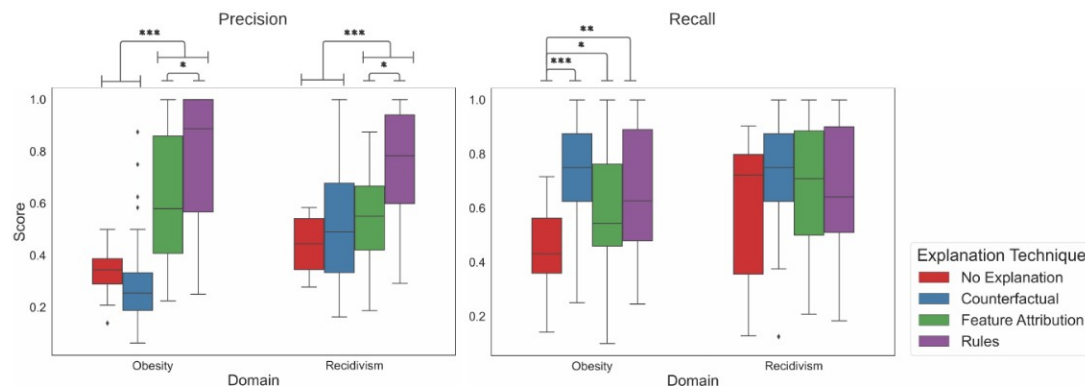 Precision
Recall
***
***
*
*
**
*
***
1.0
0.8
0.6
0.4
0.2
Score
Obesity
Recidivism
Domain
1.0
0.8
0.6
0.4
0.2
Obesity
Recidivism
Domain
Explanation Technique
No Explanation
Counterfactual
Feature Attribution
Rules